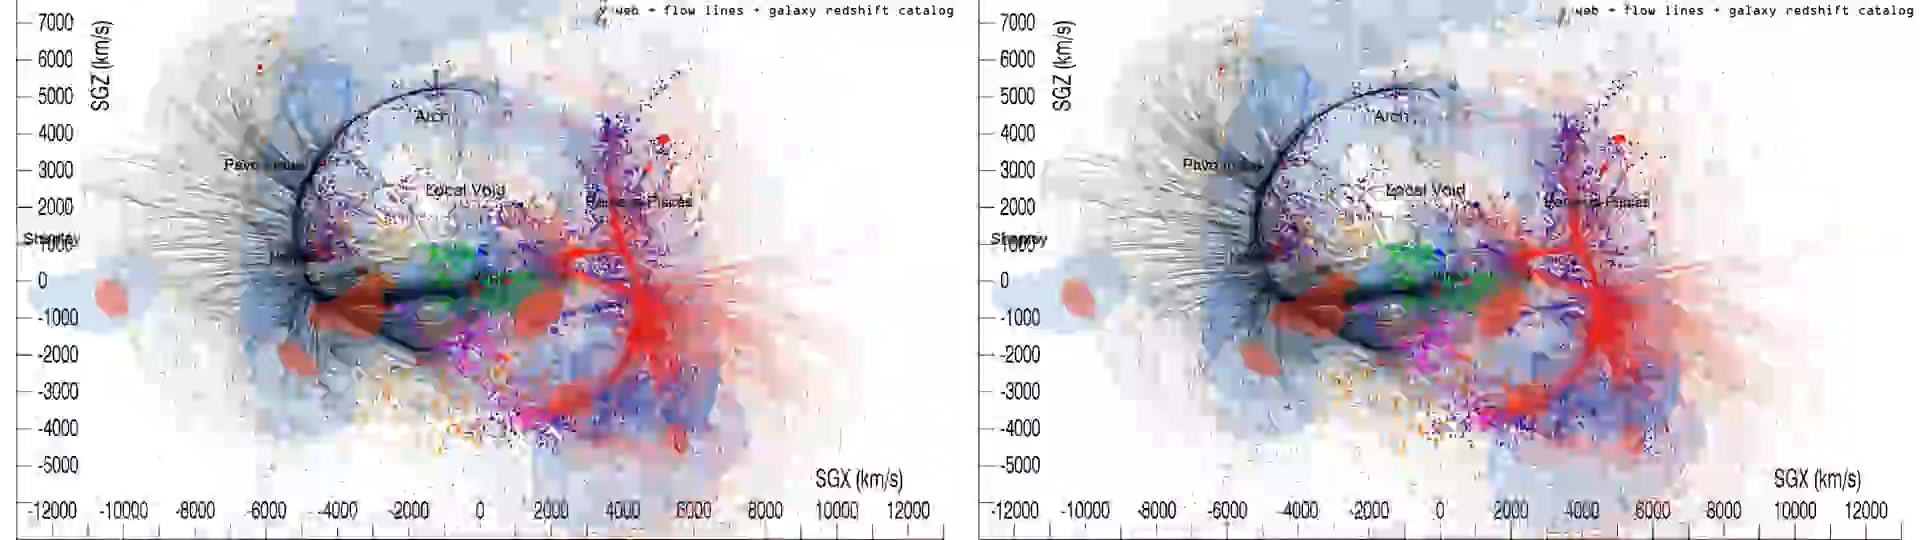 web + flow lines + galaxy redshift catalog
7000
6000
5000
4000
3000
2000
1000
0
-1000
-2000
-3000
-4000
-5000
SGZ (km/s)
Arch
Local Void
SGX (km/s)
-12000 -10000 -8000 -6000 -4000 -2000 0 2000 4000 6000 8000 10000 12000
web + flow lines + galaxy redshift catalog
7000
6000
5000
4000
3000
2000
1000
0
-1000
-2000
-3000
-4000
-5000
SGZ (km/s)
Arch
Local Void
SGX (km/s)
-12000 -10000 -8000 -6000 -4000 -2000 0 2000 4000 6000 8000 10000 12000